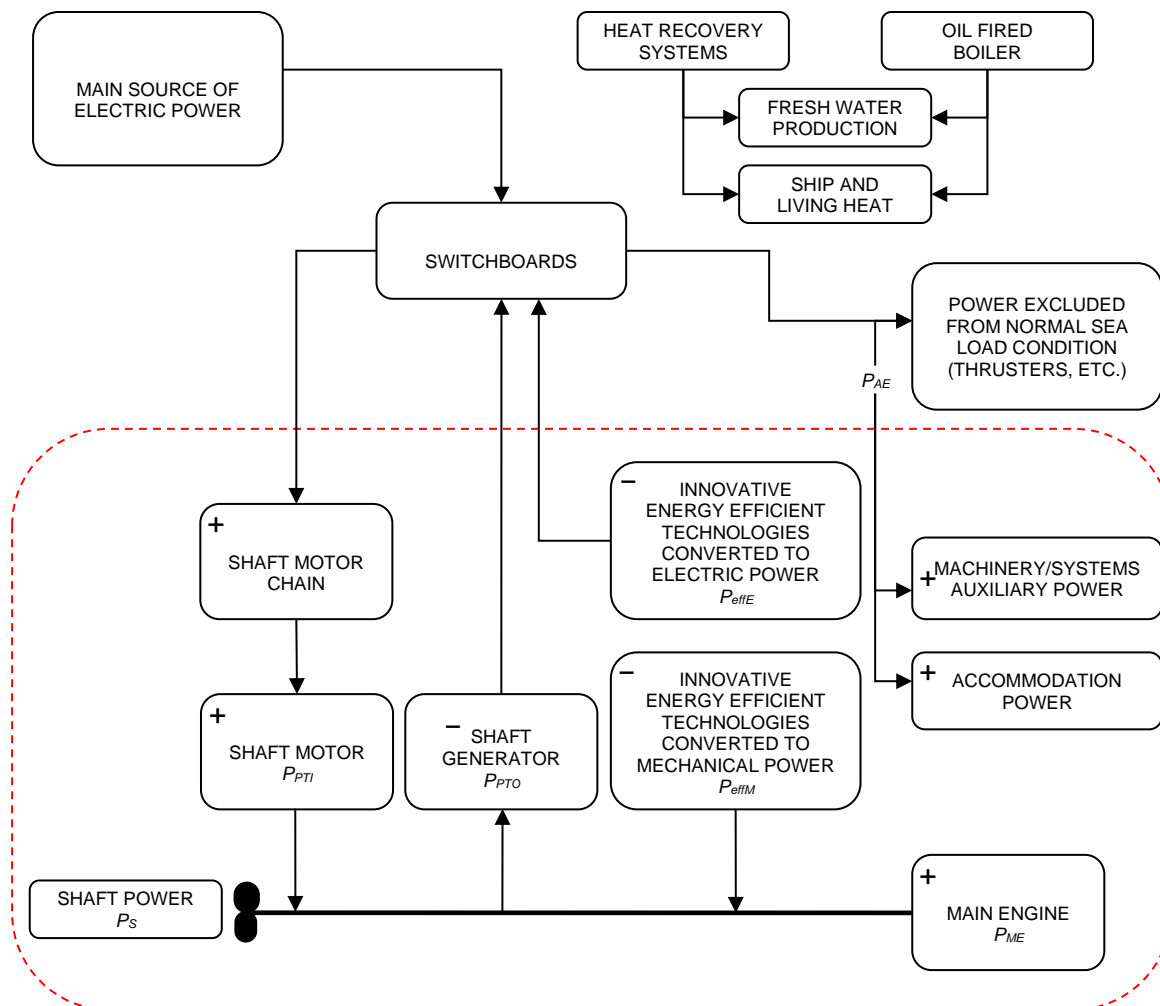 MAIN SOURCE OF
ELECTRIC POWER
HEAT RECOVERY
SYSTEMS
OIL FIRED
BOILER
FRESH WATER
PRODUCTION
SHIP AND
LIVING HEAT
SWITCHBOARDS
POWER EXCLUDED
FROM NORMAL SEA
LOAD CONDITION
(THRUSTERS, ETC.)
PAE
+
SHAFT MOTOR
CHAIN
−
INNOVATIVE
ENERGY EFFICIENT
TECHNOLOGIES
CONVERTED TO
ELECTRIC POWER
PeffE
+
MACHINERY/SYSTEMS
AUXILIARY POWER
+
ACCOMMODATION
POWER
+
SHAFT MOTOR
PPTI
−
SHAFT
GENERATOR
PPTO
−
INNOVATIVE
ENERGY EFFICIENT
TECHNOLOGIES
CONVERTED TO
MECHANICAL POWER
PeffM
SHAFT POWER
PS
+
MAIN ENGINE
PME